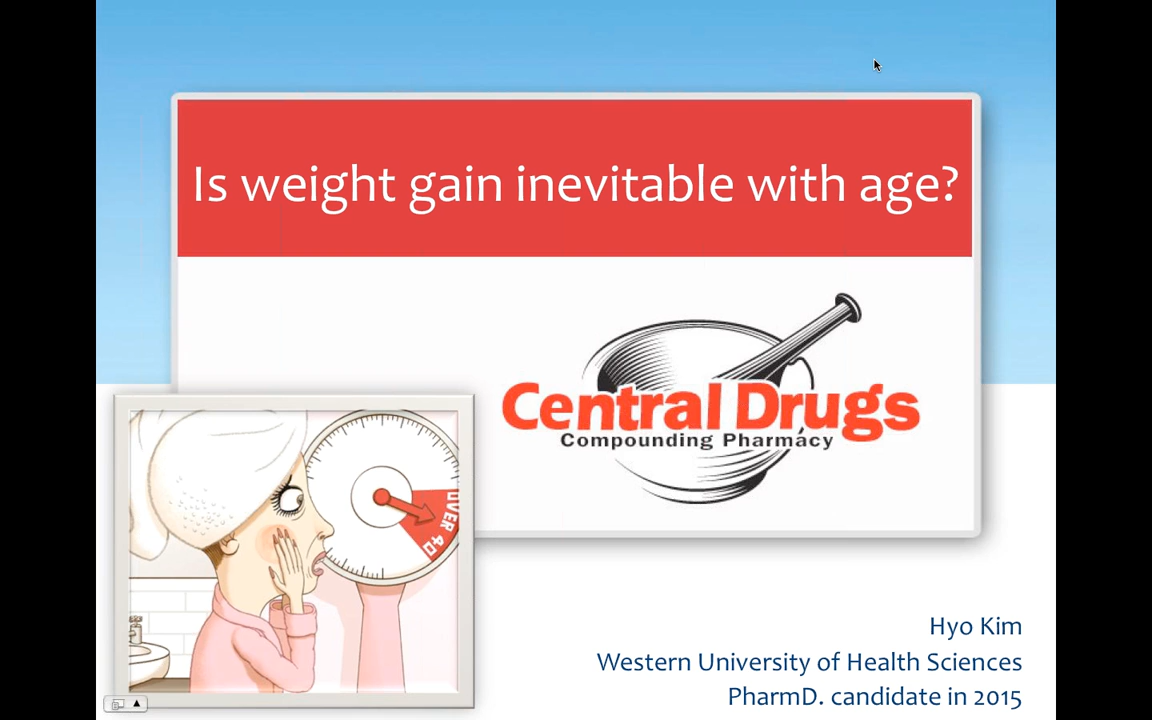 Is weight gain inevitable with age?
Central Drugs
Compounding Pharmacy
OVER 40
Hyo Kim
Western University of Health Sciences
PharmD. candidate in 2015